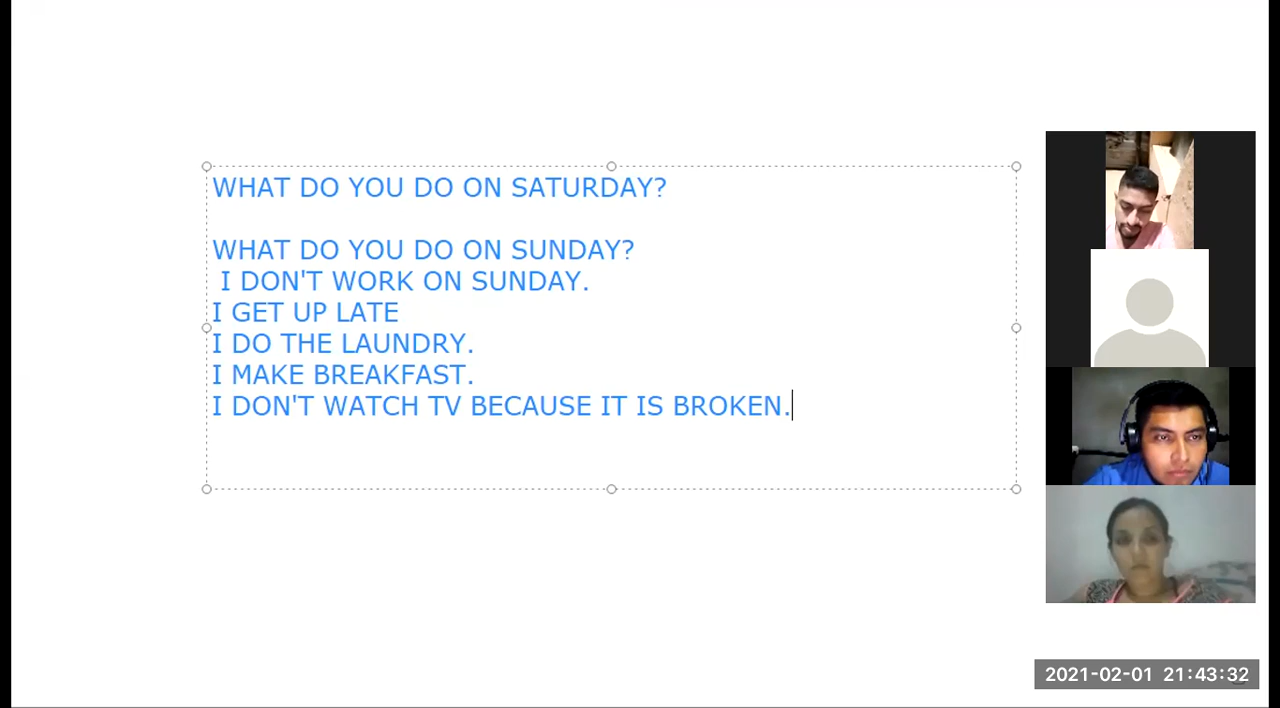 WHAT DO YOU DO ON SATURDAY?
WHAT DO YOU DO ON SUNDAY?
I DON'T WORK ON SUNDAY.
I GET UP LATE
I DO THE LAUNDRY.
I MAKE BREAKFAST.
I DON'T WATCH TV BECAUSE IT IS BROKEN.
2021-02-01 21:43:32